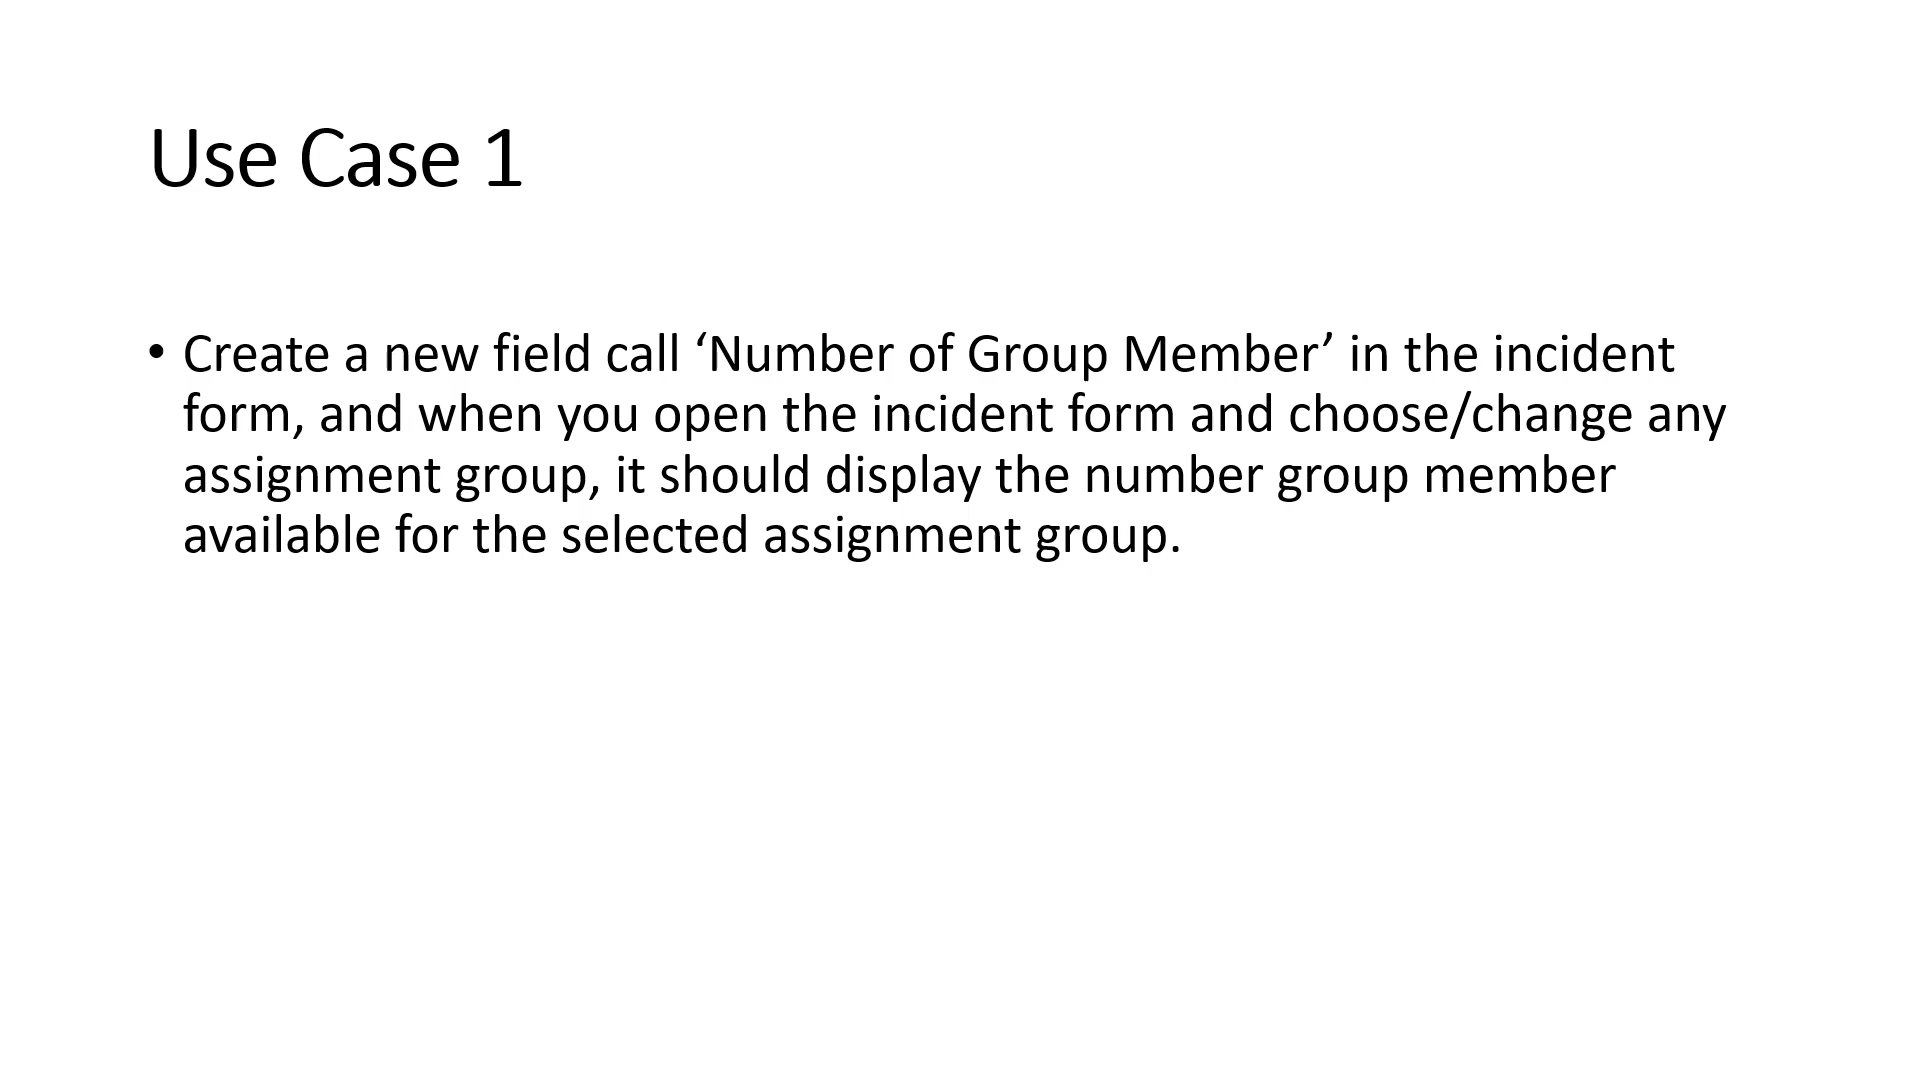 Use Case 1
• Create a new field call ‘Number of Group Member’ in the incident
form, and when you open the incident form and choose/change any
assignment group, it should display the number group member
available for the selected assignment group.